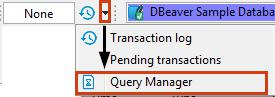 None
DBeaver Sample Databa
Transaction log
Pending transactions
Query Manager